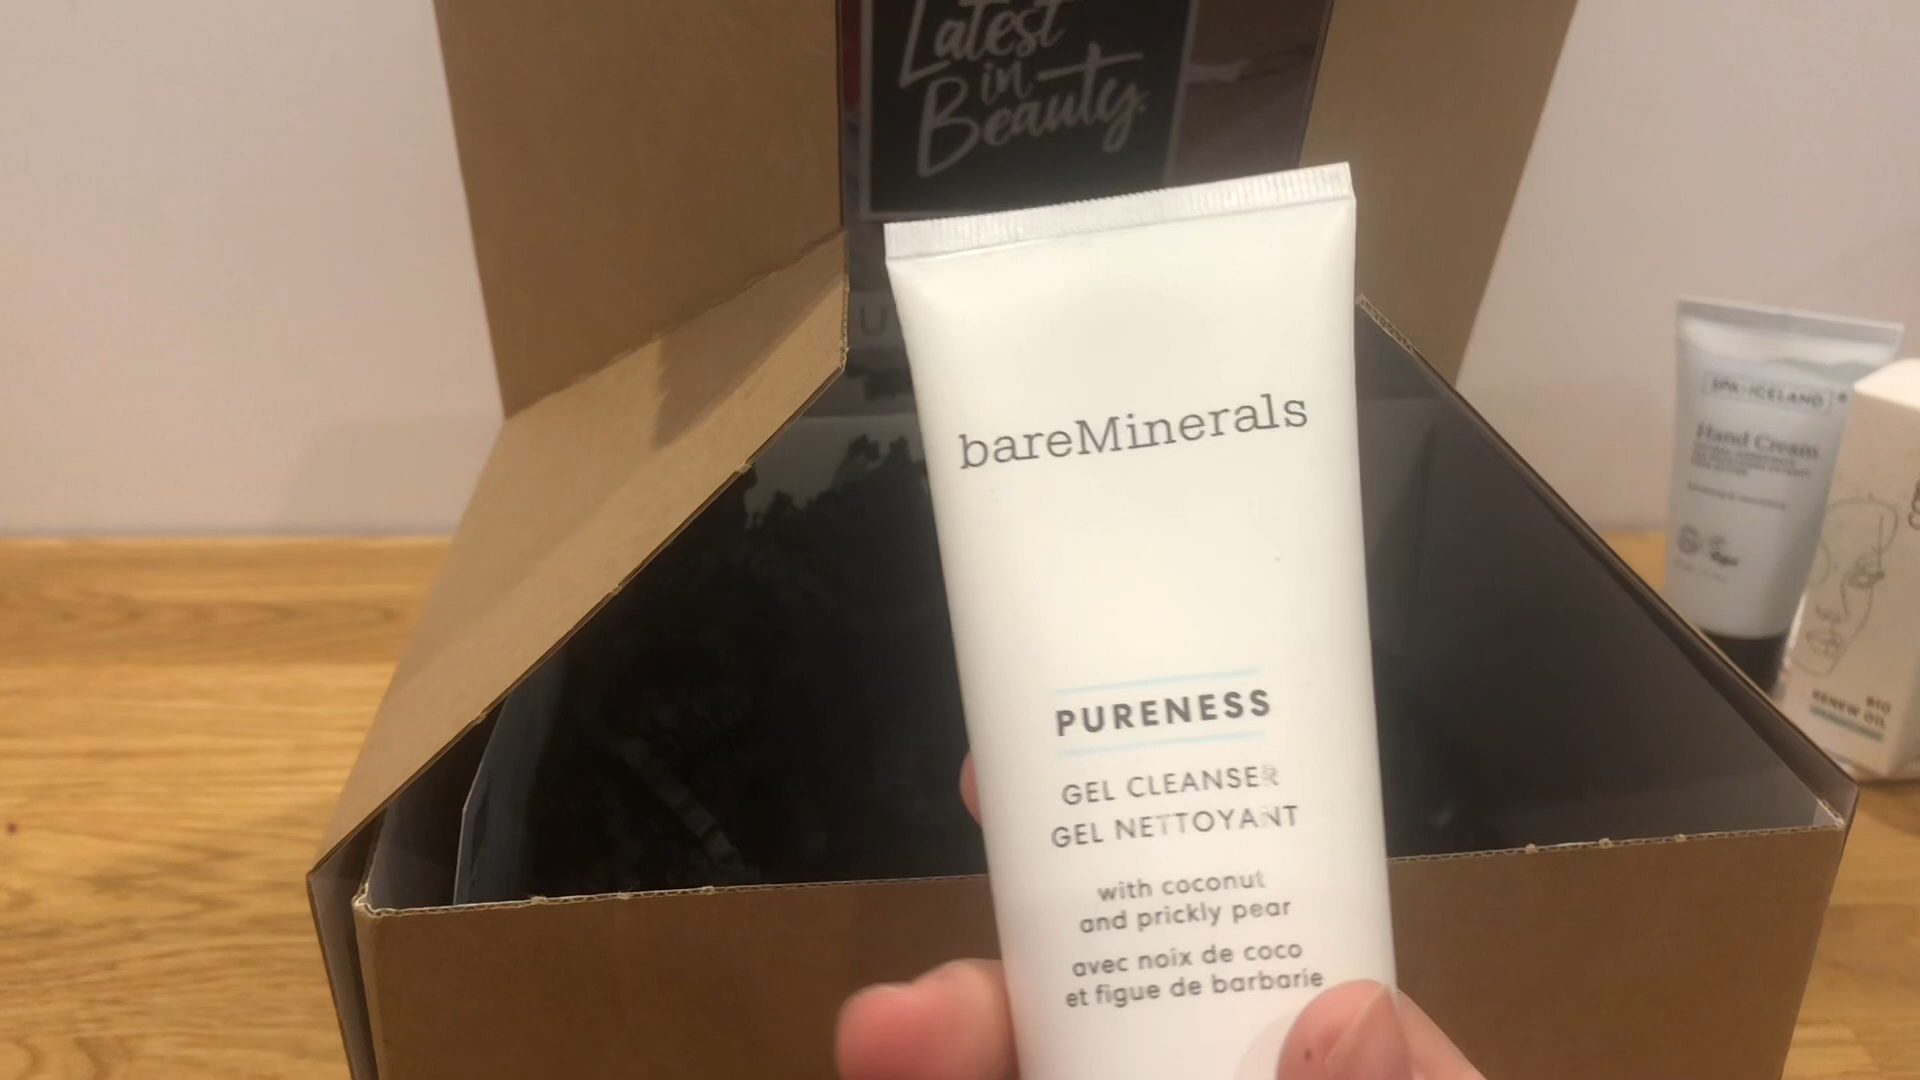 Latest
in
Beauty.
bareMinerals
PURENESS
GEL CLEANSER
GEL NETTOYANT
with coconut
and prickly pear
avec noix de coco
et figue de barbarie
ICELAND
Hand Cream
BIO
RENEW OIL